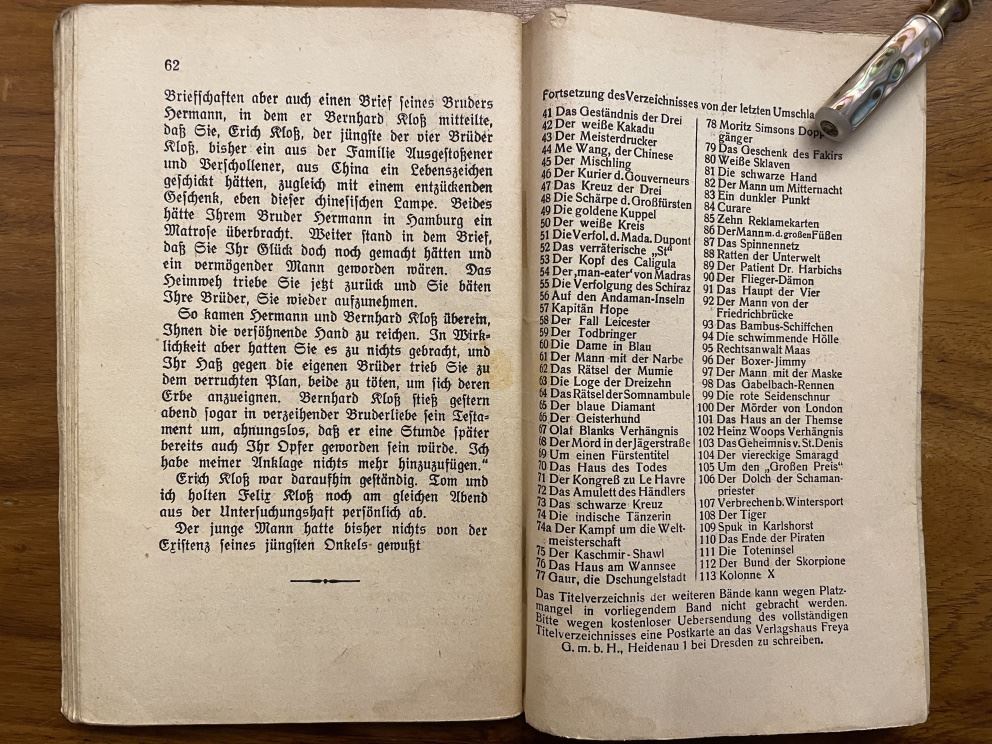 62
Briefschaften aber auch einen Brief seines Bruders
Hermann, in dem er Bernhard Kloß mitteilte,
daß Sie, Erich Kloß, der jüngste der vier Brüder
Kloß, bisher ein aus der Familie Ausgestoßener
und Verschollener, aus China ein Lebenszeichen
geschickt hätten, zugleich mit einem entzückenden
Geschenk, eben dieser chinesischen Lampe. Beides
hätte Ihrem Bruder Hermann in Hamburg ein
Matrose überbracht. Weiter stand in dem Brief,
daß Sie Ihr Glück doch noch gemacht hätten und
ein vermögender Mann geworden wären. Das
Heimweh triebe Sie jetzt zurück und Sie bäten
Ihre Brüder, Sie wieder aufzunehmen.
So kamen Hermann und Bernhard Kloß überein,
Ihnen die versöhnende Hand zu reichen. In Wirk-
lichkeit aber hatten Sie es zu nichts gebracht, und
Ihr Haß gegen die eigenen Brüder trieb Sie zu
dem verruchten Plan, beide zu töten, um sich deren
Erbe anzueignen. Bernhard Kloß stieß gestern
abend sogar in verzeihender Bruderliebe sein Testa-
ment um, ahnungslos, daß er eine Stunde später
bereits auch Ihr Opfer geworden sein würde. Ich
habe meiner Anklage nichts mehr hinzuzufügen.“
Erich Kloß war daraufhin geständig. Tom und
ich holten Felix Kloß noch am gleichen Abend
aus der Untersuchungshaft persönlich ab.
Der junge Mann hatte bisher nichts von der
Existenz seines jüngsten Onkels gewußt
Fortsetzung des Verzeichnisses von der letzten Umschla
41 Das Geständnis der Drei
42 Der weiße Kakadu
43 Der Meisterdrucker
44 Me Wang, der Chinese
45 Der Mischling
46 Der Kurier d. Gouverneurs
47 Das Kreuz der Drei
48 Die Schärpe d. Großfürsten
49 Die goldene Kuppel
50 Der weiße Kreis
51 Die Verfol. d. Mada. Dupont
52 Das verräterische „St“
53 Der Kopf des Caligula
54 Der ‚man-eater‘ von Madras
55 Die Verfolgung des Schiraz
56 Auf den Andaman-Inseln
57 Kapitän Hope
58 Der Fall Leicester
59 Der Todbringer
60 Die Dame in Blau
61 Der Mann mit der Narbe
62 Das Rätsel der Mumie
63 Die Loge der Dreizehn
64 Das Rätsel der Somnambule
65 Der blaue Diamant
66 Der Geisterhund
67 Olaf Blanks Verhängnis
68 Der Mord in der Jägerstraße
69 Um einen Fürstentitel
70 Das Haus des Todes
71 Der Kongreß zu Le Havre
72 Das Amulett des Händlers
73 Das schwarze Kreuz
74 Die indische Tänzerin
74a Der Kampf um die Welt-
meisterschaft
75 Der Kaschmir-Shawl
76 Das Haus am Wannsee
77 Gaur, die Dschungelstadt
78 Moritz Simsons Dopp
gänger
79 Das Geschenk des Fakirs
80 Weiße Sklaven
81 Die schwarze Hand
82 Der Mann um Mitternacht
83 Ein dunkler Punkt
84 Curare
85 Zehn Reklamekarten
86 Der Mann m. d. großen Füßen
87 Das Spinnennetz
88 Ratten der Unterwelt
89 Der Patient Dr. Harbichs
90 Der Flieger-Dämon
91 Das Haupt der Vier
92 Der Mann von der
Friedrichbrücke
93 Das Bambus-Schiffchen
94 Die schwimmende Hölle
95 Rechtsanwalt Maas
96 Der Boxer-Jimmy
97 Der Mann mit der Maske
98 Das Gabelbach-Rennen
99 Die rote Seidenschnur
100 Der Mörder von London
101 Das Haus an der Themse
102 Heinz Woops Verhängnis
103 Das Geheimnis v. St. Denis
104 Der viereckige Smaragd
105 Um den „Großen Preis“
106 Der Dolch der Schaman-
priester
107 Verbrechen b. Wintersport
108 Der Tiger
109 Spuk in Karlshorst
110 Das Ende der Piraten
111 Die Toteninsel
112 Der Bund der Skorpione
113 Kolonne X
Das Titelverzeichnis der weiteren Bände kann wegen Platz-
mangel in vorliegendem Band nicht gebracht werden.
Bitte wegen kostenloser Uebersendung des vollständigen
Titelverzeichnisses eine Postkarte an das Verlagshaus Freya
G. m. b. H., Heidenau 1 bei Dresden zu schreiben.